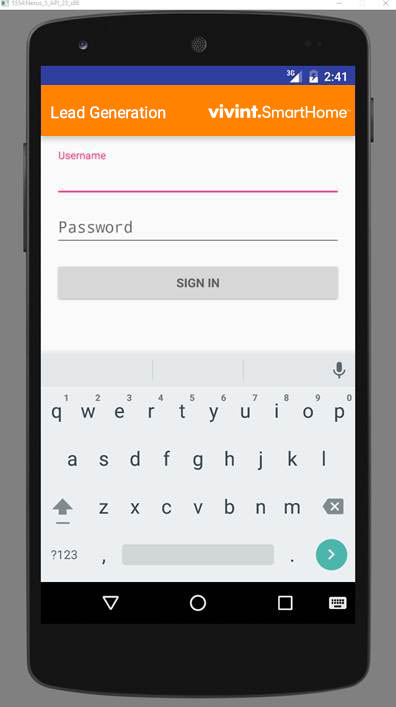 5554:Nexus_5_API_23_x86
3G 2:41
Lead Generation vivint.SmartHome™
Username
Password
SIGN IN
1 2 3 4 5 6 7 8 9 0
q w e r t y u i o p
a s d f g h j k l
z x c v b n m
?123 , .